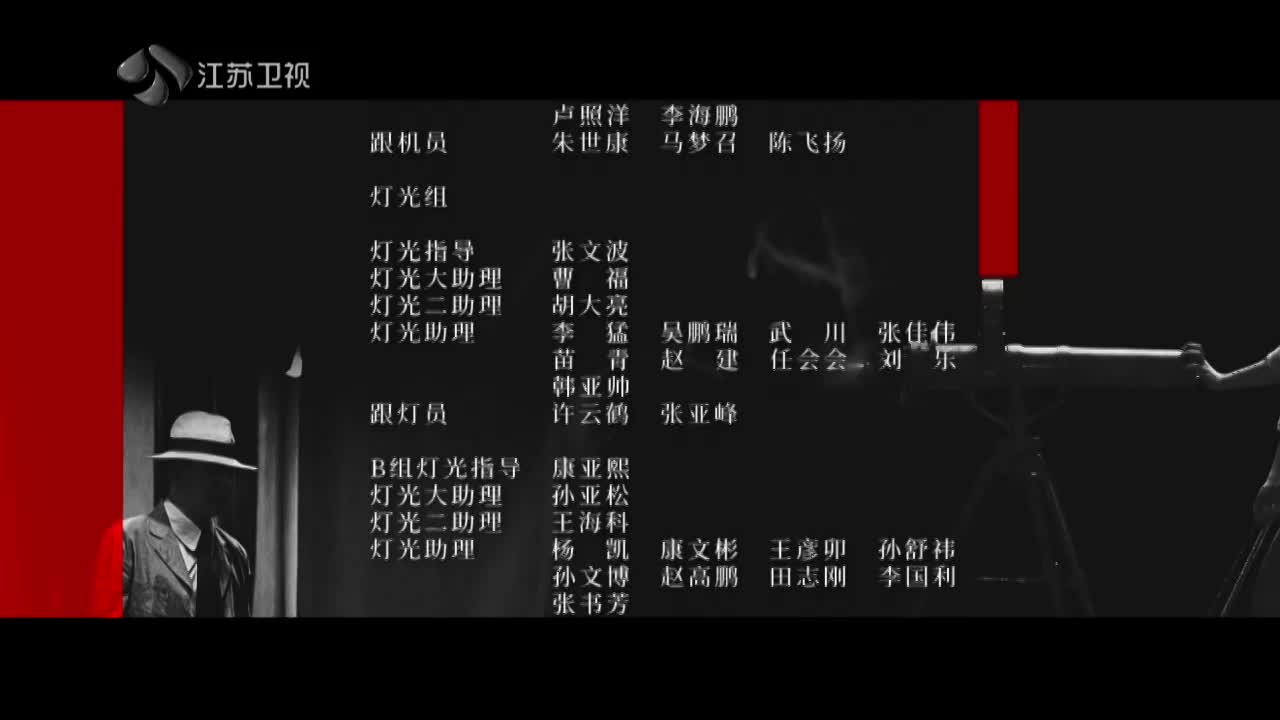 江苏卫视
卢照洋 李海鹏
跟机员 朱世康 马梦召 陈飞扬
灯光组
灯光指导 张文波
灯光大助理 曹 福
灯光二助理 胡大亮
灯光助理 李 猛 吴鹏瑞 武 川 张佳伟
苗 青 赵 建 任会会 刘 乐
韩亚帅
跟灯员 许云鹤 张亚峰
B组灯光指导 康亚熙
灯光大助理 孙亚松
灯光二助理 王海科
灯光助理 杨 凯 康文彬 王彦卯 孙舒祎
孙文博 赵高鹏 田志刚 李国利
张书芳